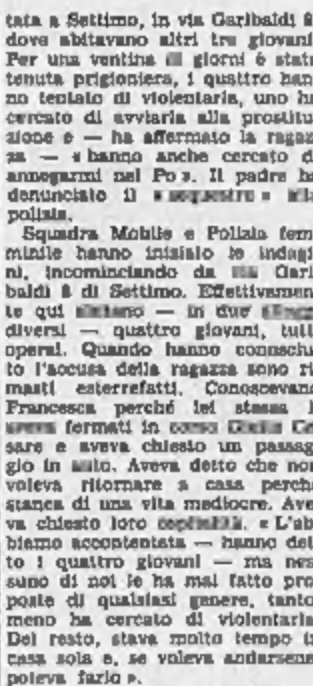 tata a Settimo, in via Garibaldi 8
dove abitavano altri tre giovani
Per una ventina di giorni è stata
tenuta prigioniera, i quattro han
no tentato di violentarla, uno ha
cercato di avviarla alla prostitu
zione e — ha affermato la ragaz
za — « hanno anche cercato d
annegarmi nel Po ». Il padre ha
denunciato il « sequestro » alla
polizia.
Squadra Mobile e Polizia fem
minile hanno iniziato le indagi
ni, incominciando da via Gari
baldi 8 di Settimo. Effettivamen
te qui — in due
diversi — quattro giovani, tutt
operai. Quando hanno conosciu
to l'accusa della ragazza sono ri
masti esterrefatti. Conoscevano
Francesca perché lei stessa l
aveva fermati in corso Giulio Ce
sare e aveva chiesto un passag
gio in auto. Aveva detto che non
voleva ritornare a casa perché
stanca di una vita mediocre. Ave
va chiesto loro ospitalità. « L'ab
biamo accontentata — hanno det
to i quattro giovani — ma nes
suno di noi le ha mai fatto pro
poste di qualsiasi genere, tanto
meno ha cercato di violentarla
Del resto, stava molto tempo in
casa sola e, se voleva andarsene
poteva farlo ».